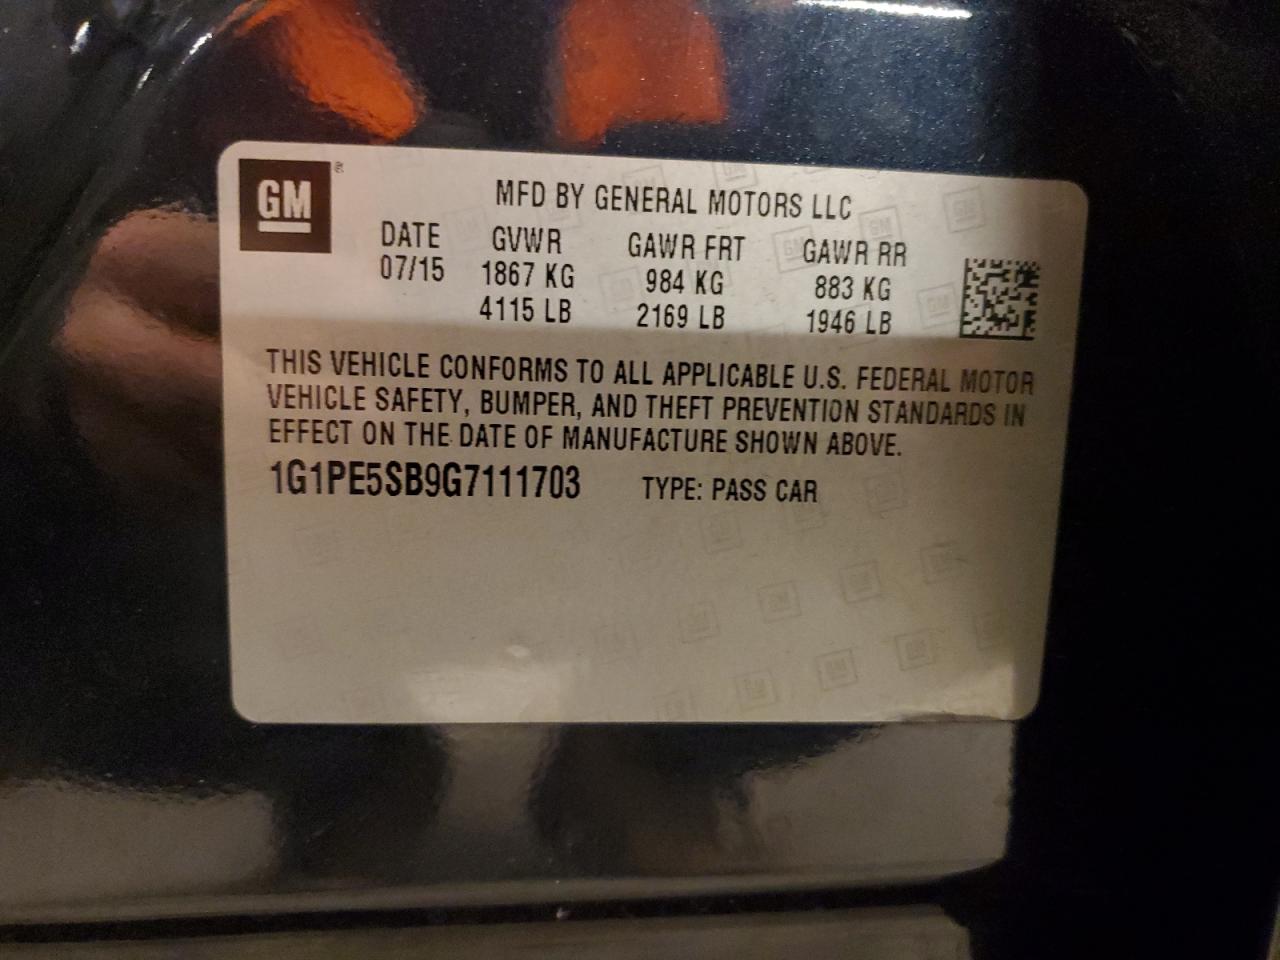 GM ®
MFD BY GENERAL MOTORS LLC
DATE GVWR GAWR FRT GAWR RR
07/15 1867 KG 984 KG 883 KG
4115 LB 2169 LB 1946 LB
THIS VEHICLE CONFORMS TO ALL APPLICABLE U.S. FEDERAL MOTOR
VEHICLE SAFETY, BUMPER, AND THEFT PREVENTION STANDARDS IN
EFFECT ON THE DATE OF MANUFACTURE SHOWN ABOVE.
1G1PE5SB9G7111703 TYPE: PASS CAR